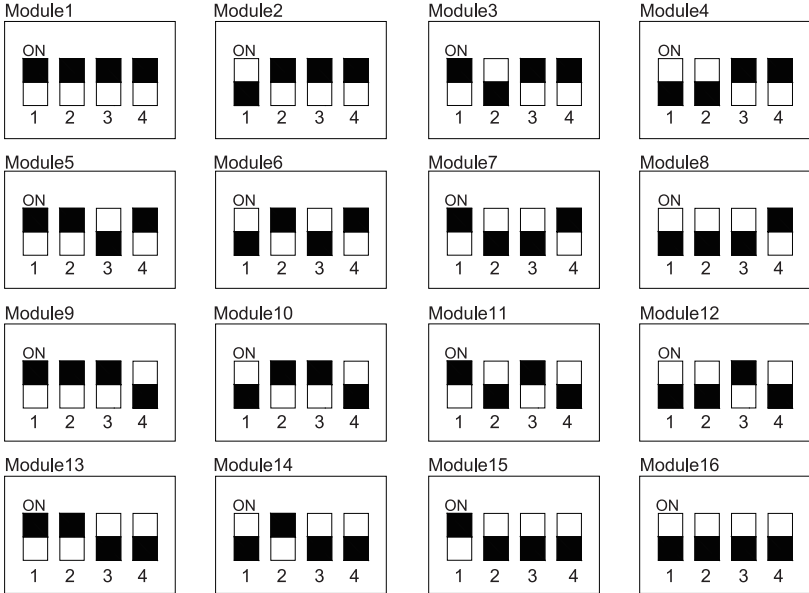 Module1 Module2 Module3 Module4
ON ON ON ON
1 2 3 4 1 2 3 4 1 2 3 4 1 2 3 4
Module5 Module6 Module7 Module8
ON ON ON ON
1 2 3 4 1 2 3 4 1 2 3 4 1 2 3 4
Module9 Module10 Module11 Module12
ON ON ON ON
1 2 3 4 1 2 3 4 1 2 3 4 1 2 3 4
Module13 Module14 Module15 Module16
ON ON ON ON
1 2 3 4 1 2 3 4 1 2 3 4 1 2 3 4